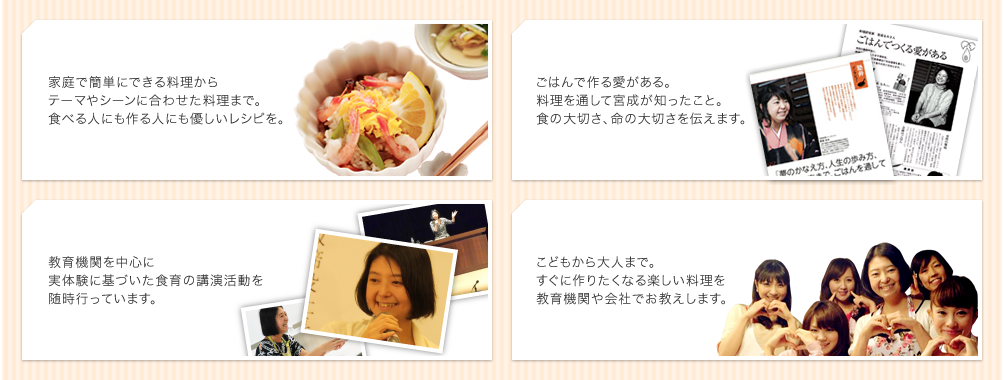 家庭で簡単にできる料理から
テーマやシーンに合わせた料理まで。
食べる人にも作る人にも優しいレシピを。
ごはんで作る愛がある。
料理を通して宮成が知ったこと。
食の大切さ、命の大切さを伝えます。
ごはんでつくる愛がある
夢のかなえ方、人生の歩み方、
教育機関を中心に
実体験に基づいた食育の講演活動を
随時行っています。
こどもから大人まで。
すぐに作りたくなる楽しい料理を
教育機関や会社でお教えします。